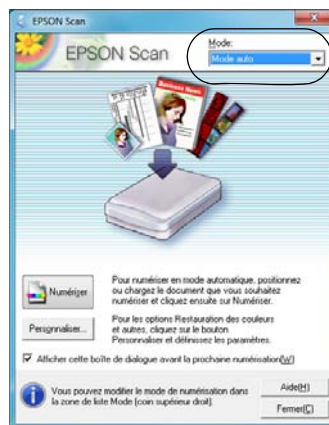 EPSON Scan
EPSON Scan
Mode:
Mode auto
Business News
Numériser
Pour numériser en mode automatique, positionnez
ou chargez le document que vous souhaitez
numériser et cliquez ensuite sur Numériser.
Personnaliser...
Pour les options Restauration des couleurs
et autres, cliquez sur le bouton
Personnaliser et définissez les paramètres.
Afficher cette boîte de dialogue avant la prochaine numérisation(W)
Vous pouvez modifier le mode de numérisation dans
la zone de liste Mode [coin supérieur droit].
Aide(H)
Fermer(C)